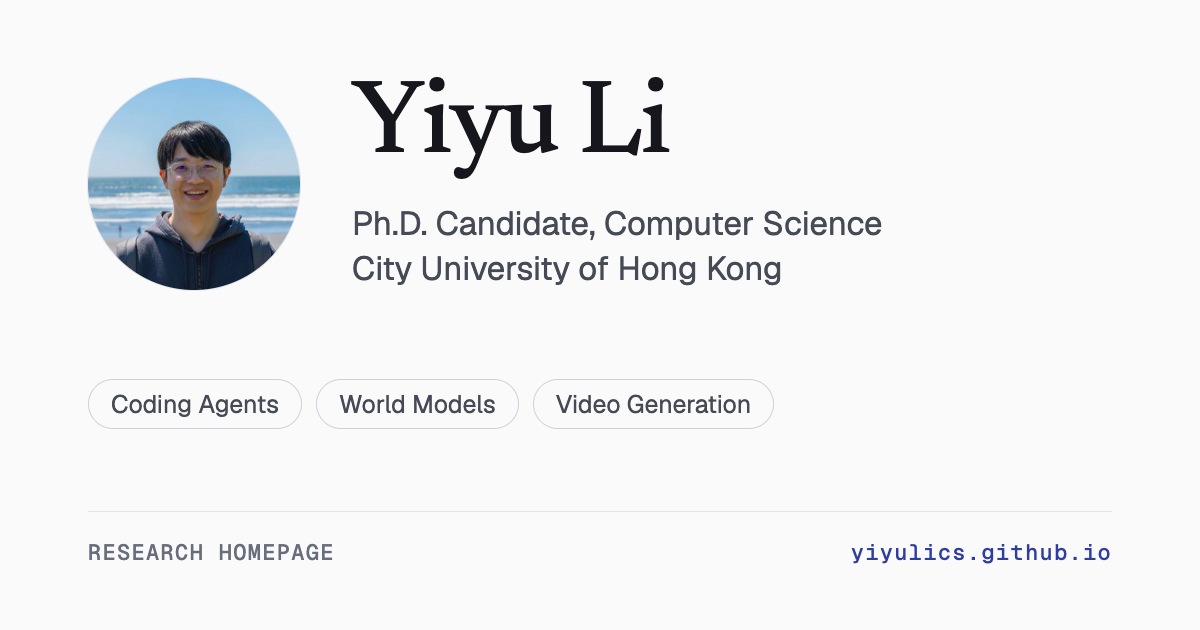 Yiyu Li
Ph.D. Candidate, Computer Science
City University of Hong Kong
Coding Agents
World Models
Video Generation
RESEARCH HOMEPAGE
yiyulics.github.io